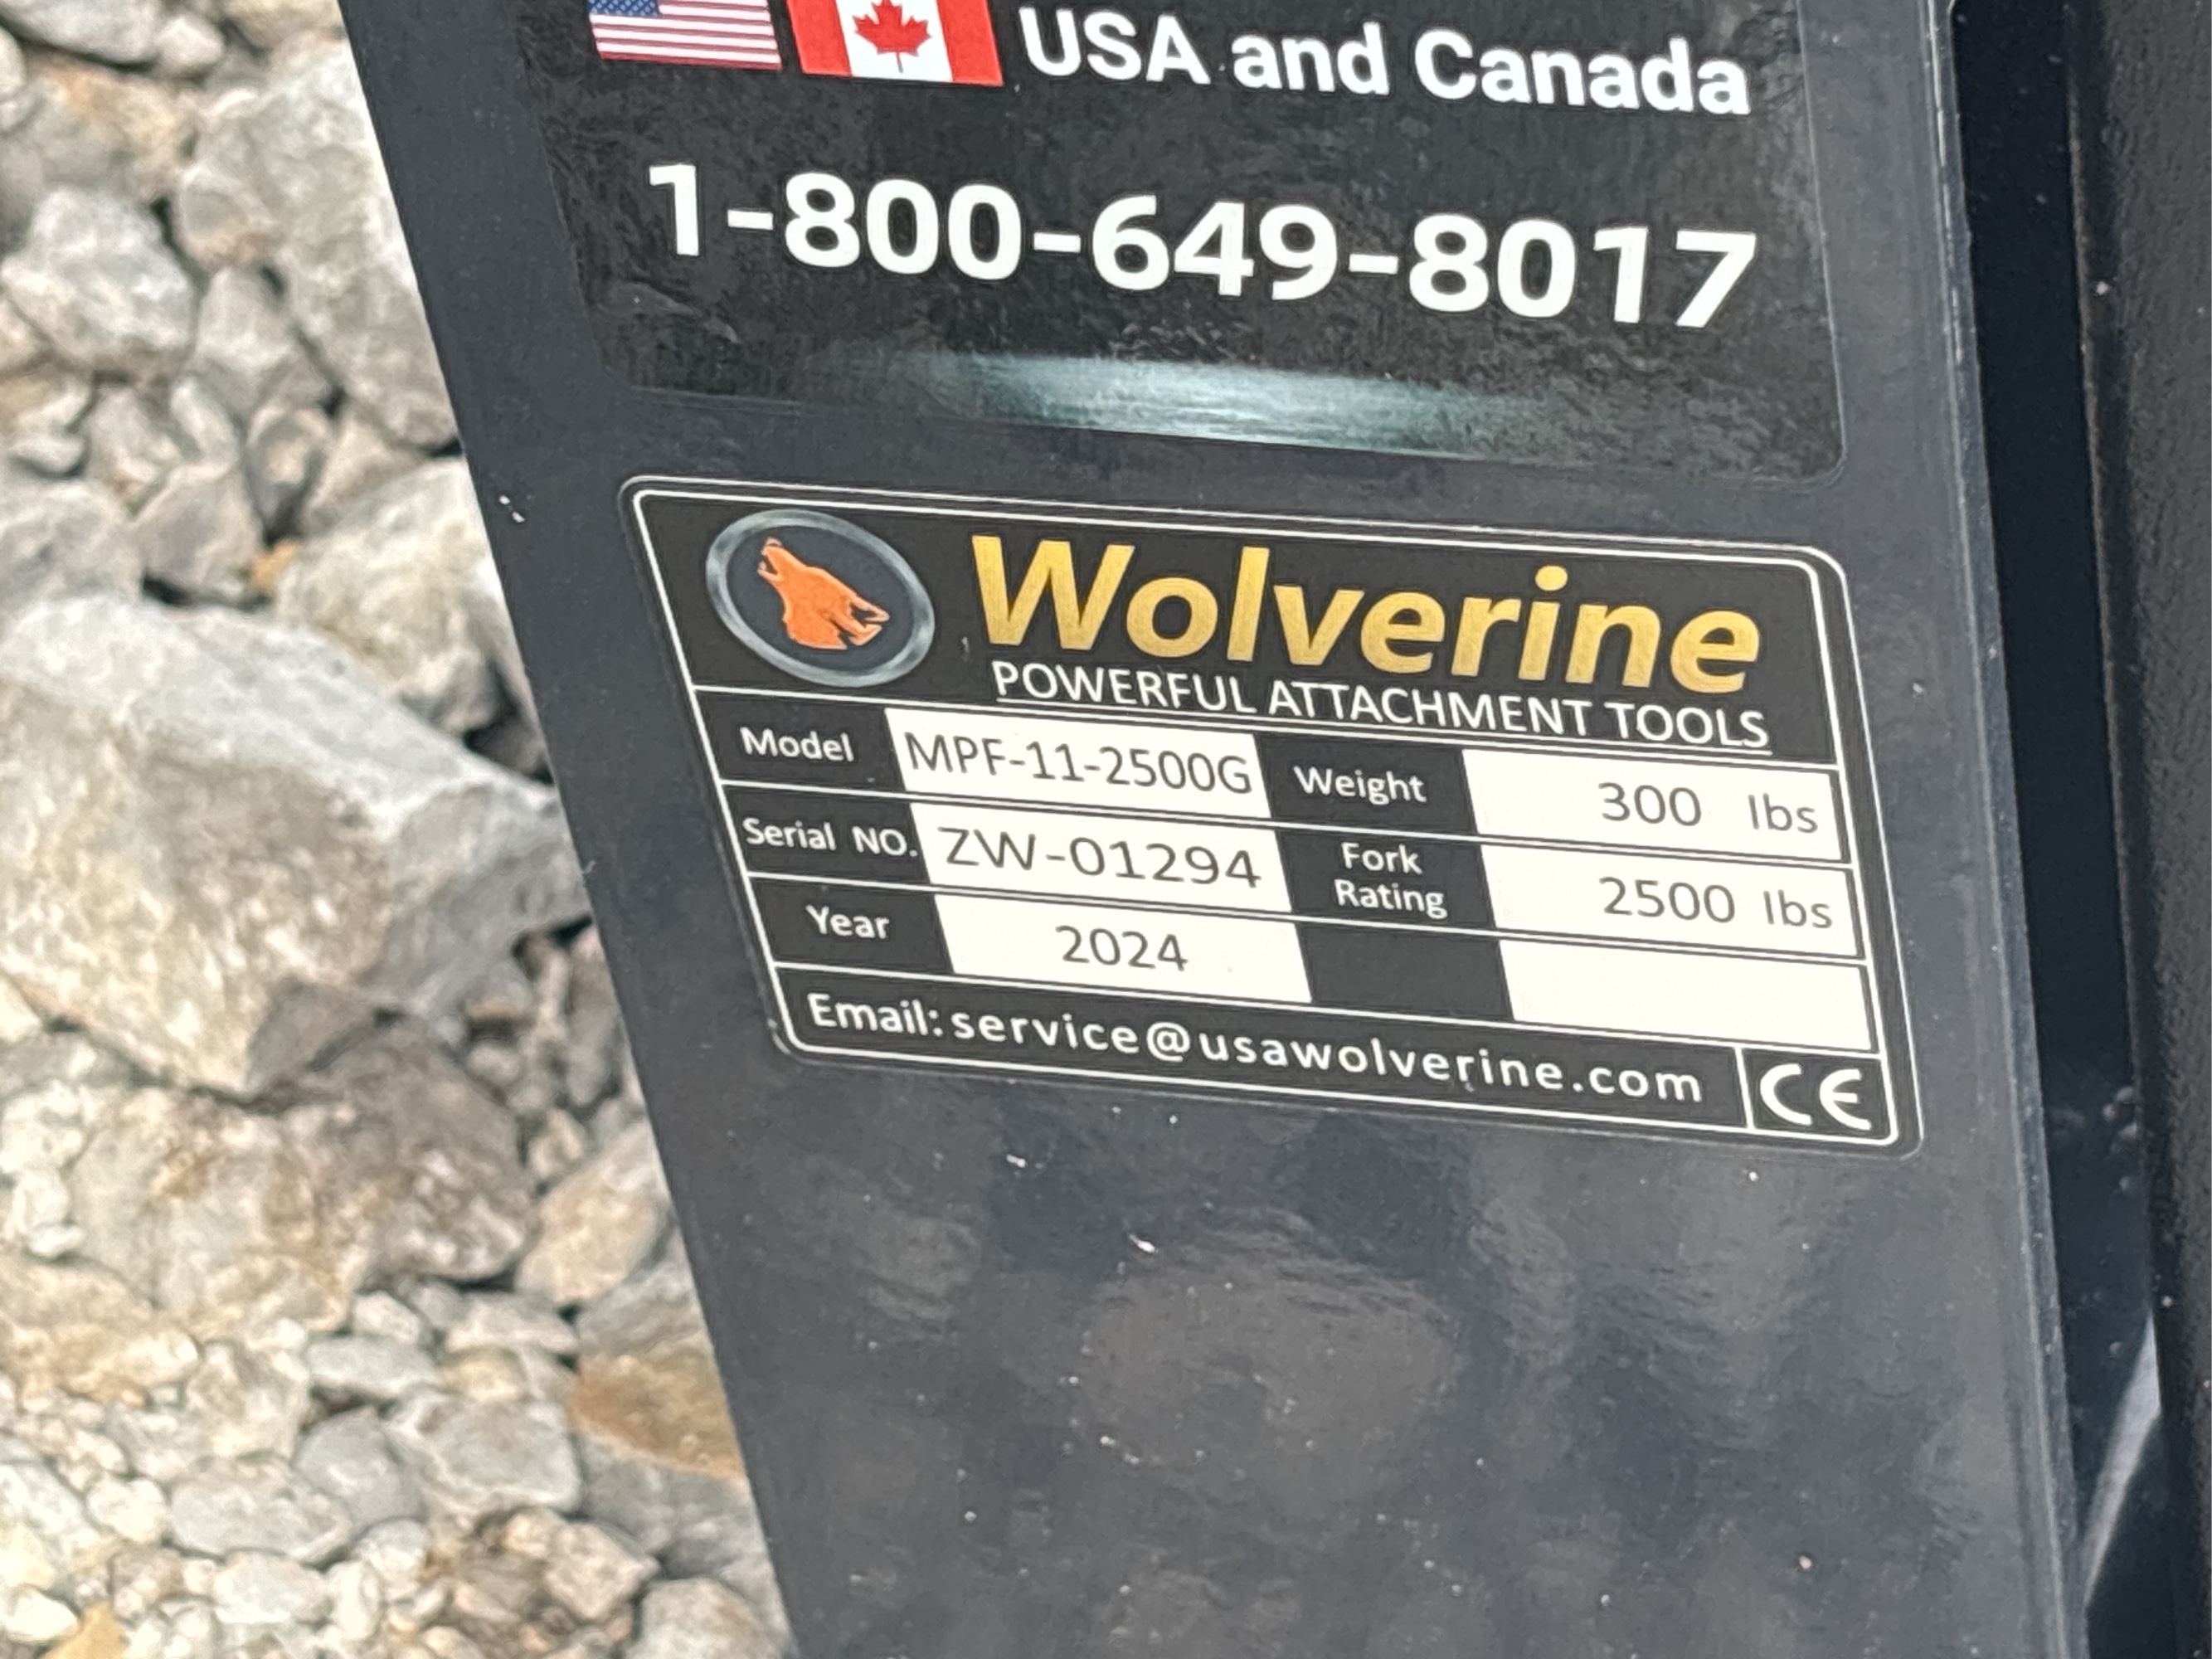 USA and Canada
1-800-649-8017
Wolverine
POWERFUL ATTACHMENT TOOLS
Model MPF-11-2500G Weight 300 lbs
Serial NO. ZW-01294 Fork Rating 2500 lbs
Year 2024
Email: service@usawolverine.com CE